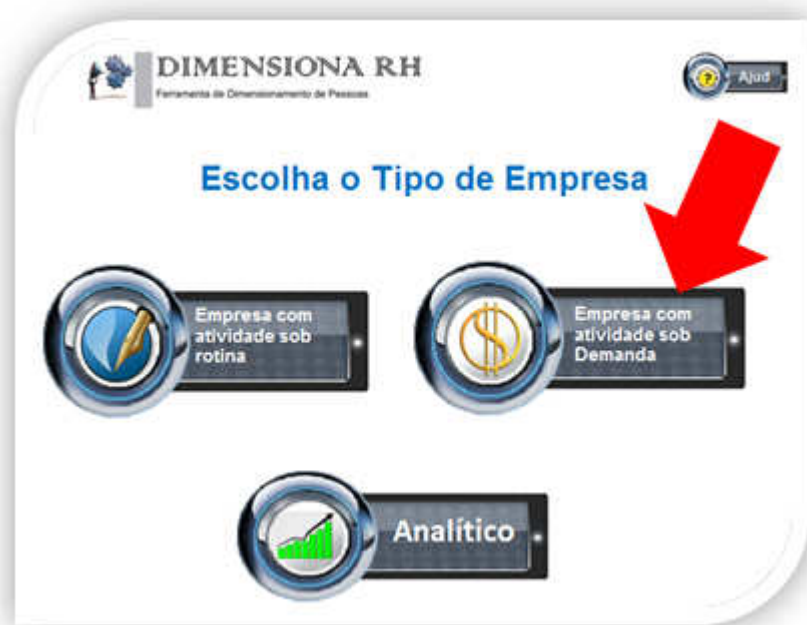 DIMENSIONA RH
Ferramenta de Dimensionamento de Pessoas
Ajud
Escolha o Tipo de Empresa
Empresa com
atividade sob
rotina
Empresa com
atividade sob
Demanda
Analítico